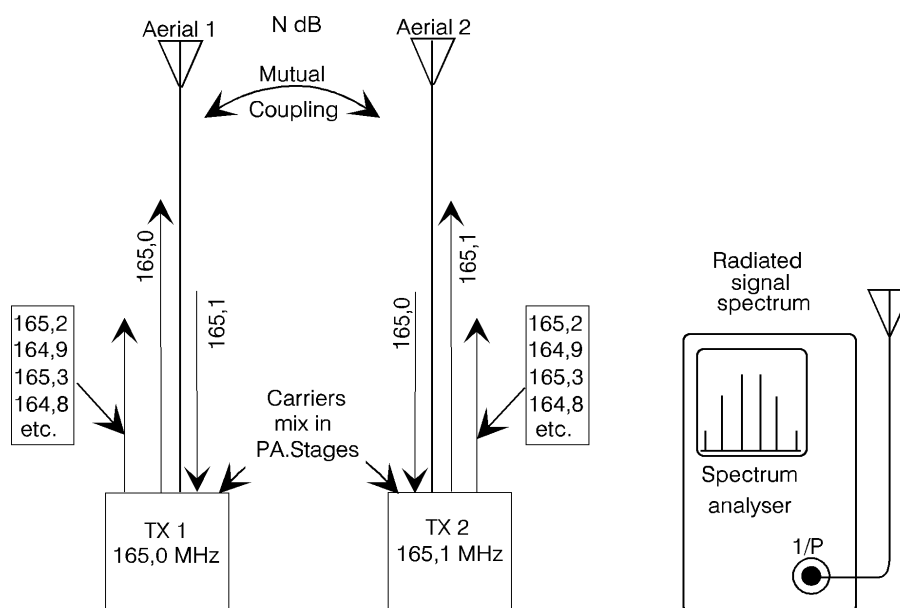 Aerial 1
N dB
Aerial 2
Mutual
Coupling
165,0
165,1
165,0
165,1
165,2
164,9
165,3
164,8
etc.
Carriers
mix in
PA.Stages
165,2
164,9
165,3
164,8
etc.
TX 1
165,0 MHz
TX 2
165,1 MHz
Radiated
signal
spectrum
Spectrum
analyser
1/P